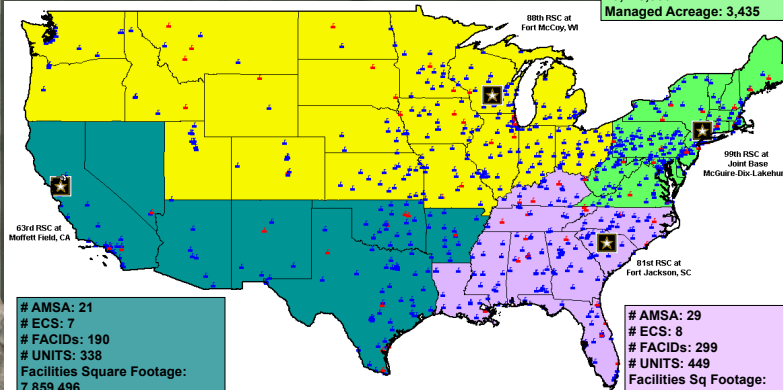 Managed Acreage: 3,435
88th RSC at
Fort McCoy, WI
99th RSC at
Joint Base
McGuire-Dix-Lakehur
63rd RSC at
Moffett Field, CA
81st RSC at
Fort Jackson, SC
# AMSA: 21
# ECS: 7
# FACIDs: 190
# UNITS: 338
Facilities Square Footage:
7,859,496
# AMSA: 29
# ECS: 8
# FACIDs: 299
# UNITS: 449
Facilities Sq Footage: